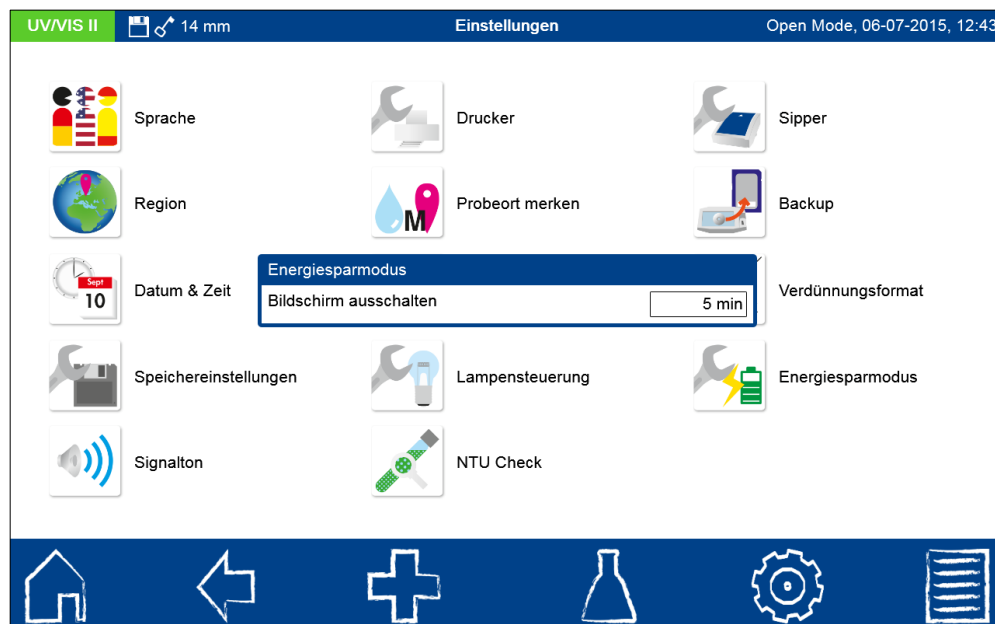 UV/VIS II 14 mm Einstellungen Open Mode, 06-07-2015, 12:43
Sprache Drucker Sipper
Region M Probeort merken Backup
Sept
10 Datum & Zeit Verdünnungsformat
Energiesparmodus
Bildschirm ausschalten 5 min
Speichereinstellungen Lampensteuerung Energiesparmodus
Signalton NTU Check